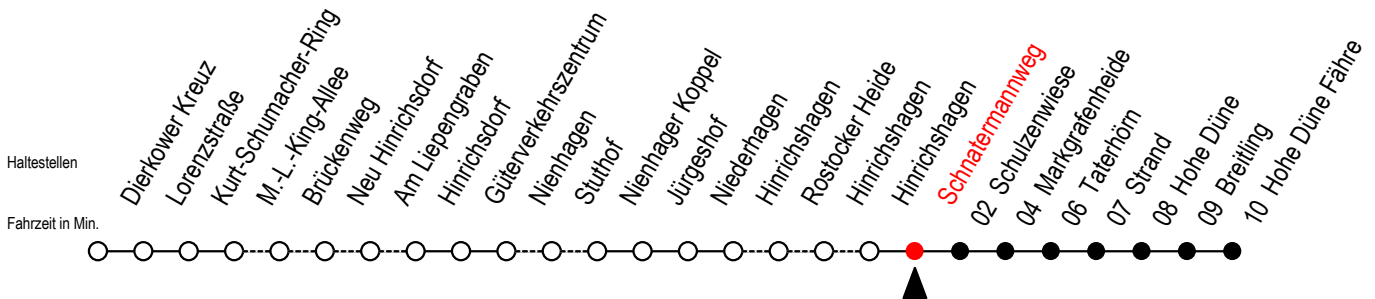 Haltestellen
Fahrzeit in Min.
Dierkower Kreuz
Lorenzstraße
Kurt-Schumacher-Ring
M.-L.-King-Allee
Brückenweg
Neu Hinrichsdorf
Am Liepengraben
Hinrichsdorf
Güterverkehrszentrum
Nienhagen
Stuthof
Nienhager Koppel
Jürgeshof
Niederhagen
Hinrichshagen
Rostocker Heide
Hinrichshagen
Hinrichshagen
Schnatermannweg
02 Schulzenwiese
04 Markgrafenheide
06 Taterhörn
07 Strand
08 Hohe Düne
09 Breitling
10 Hohe Düne Fähre